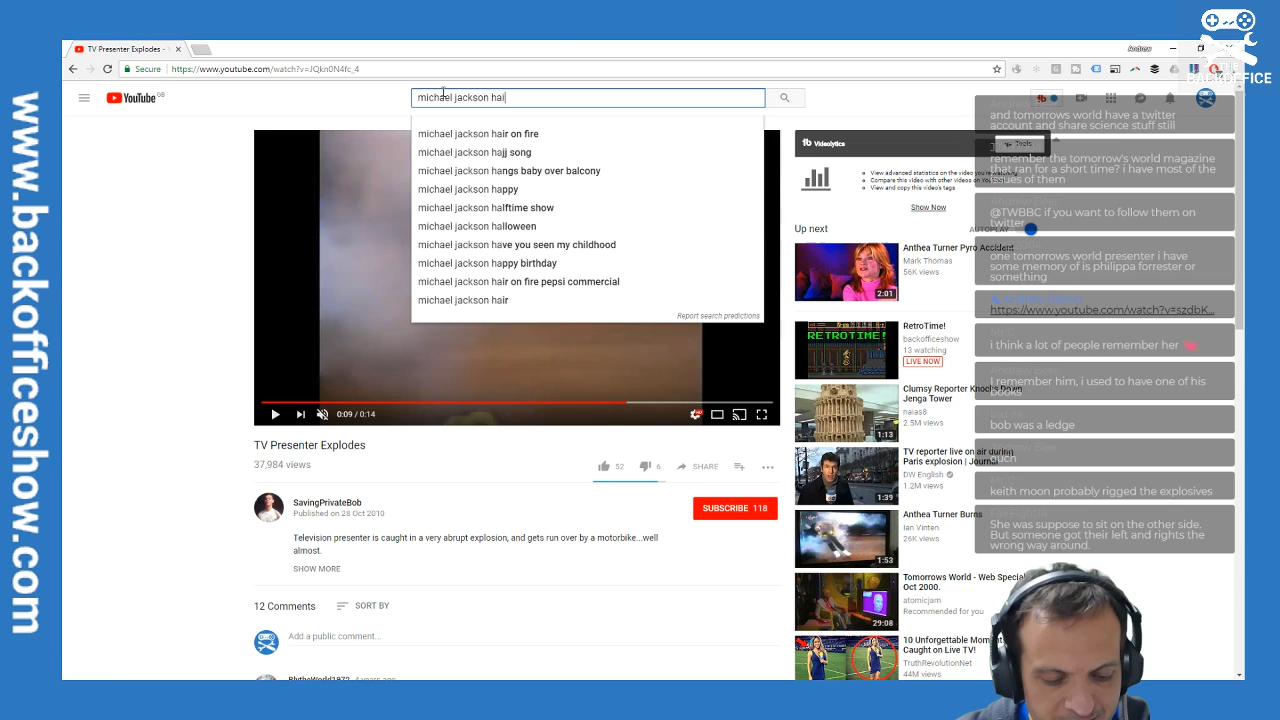 www.backofficeshow.com
THE
BACKOFFICE
TV Presenter Explodes -
Andrew
Secure
https://www.youtube.com/watch?v=JQkn0N4fc_4
YouTube GB
michael jackson hai
michael jackson hair on fire
michael jackson hajj song
michael jackson hangs baby over balcony
michael jackson happy
michael jackson halftime show
michael jackson halloween
michael jackson have you seen my childhood
michael jackson happy birthday
michael jackson hair on fire pepsi commercial
michael jackson hair
Report search predictions
0:09 / 0:14
TV Presenter Explodes
37,984 views
52
6
SHARE
SavingPrivateBob
Published on 28 Oct 2010
SUBSCRIBE 118
Television presenter is caught in a very abrupt explosion, and gets run over by a motorbike...well
almost.
SHOW MORE
12 Comments
SORT BY
Add a public comment...
BlytheWorld1972 4 years ago
Videolytics
Tools
View advanced statistics on the video you
Compare this video with other videos on
View and copy this video's tags
Show Now
Up next
AUTOPLAY
Anthea Turner Pyro Accident
Mark Thomas
56K views
2:01
RetroTime!
backofficeshow
13 watching
LIVE NOW
RETROTIME!
Clumsy Reporter Knocks Down
Jenga Tower
naias8
2.5M views
1:13
TV reporter live on air during
Paris explosion | Journal
DW English
1.2M views
1:39
Anthea Turner Burns
Ian Vinten
26K views
1:53
Tomorrows World - Web Special
Oct 2000.
atomicjam
Recommended for you
29:08
10 Unforgettable Moments
Caught on Live TV!
TruthRevolutionNet
44M views
and tomorrows world have a twitter
account and share science stuff still
remember the tomorrow's world magazine
that ran for a short time? i have most of the
issues of them
@TWBBC if you want to follow them on
twitter
one tomorrows world presenter i have
some memory of is philippa forrester or
something
https://www.youtube.com/watch?v=szdbK...
i think a lot of people remember her
I remember him, i used to have one of his
books
bob was a ledge
ouch
keith moon probably rigged the explosives
She was suppose to sit on the other side.
But someone got their left and rights the
wrong way around.